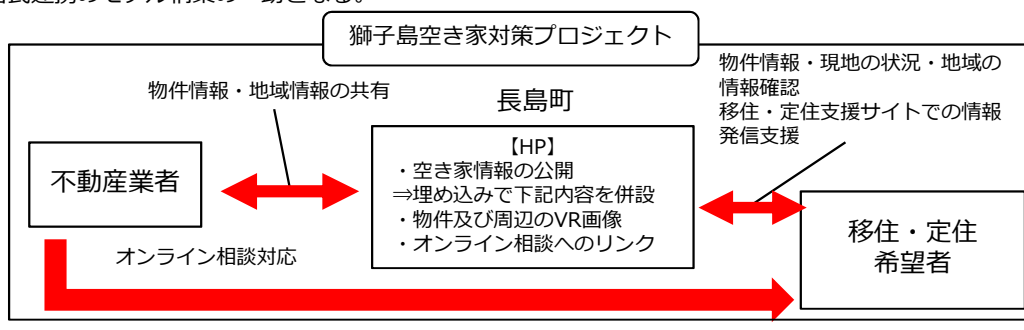 獅子島空き家対策プロジェクト
物件情報・現地の状況・地域の
情報確認
移住・定住支援サイトでの情報
発信支援
物件情報・地域情報の共有
長島町
【HP】
・空き家情報の公開
⇒埋め込みで下記内容を併設
・物件及び周辺のVR画像
・オンライン相談へのリンク
不動産業者
移住・定住
希望者
オンライン相談対応